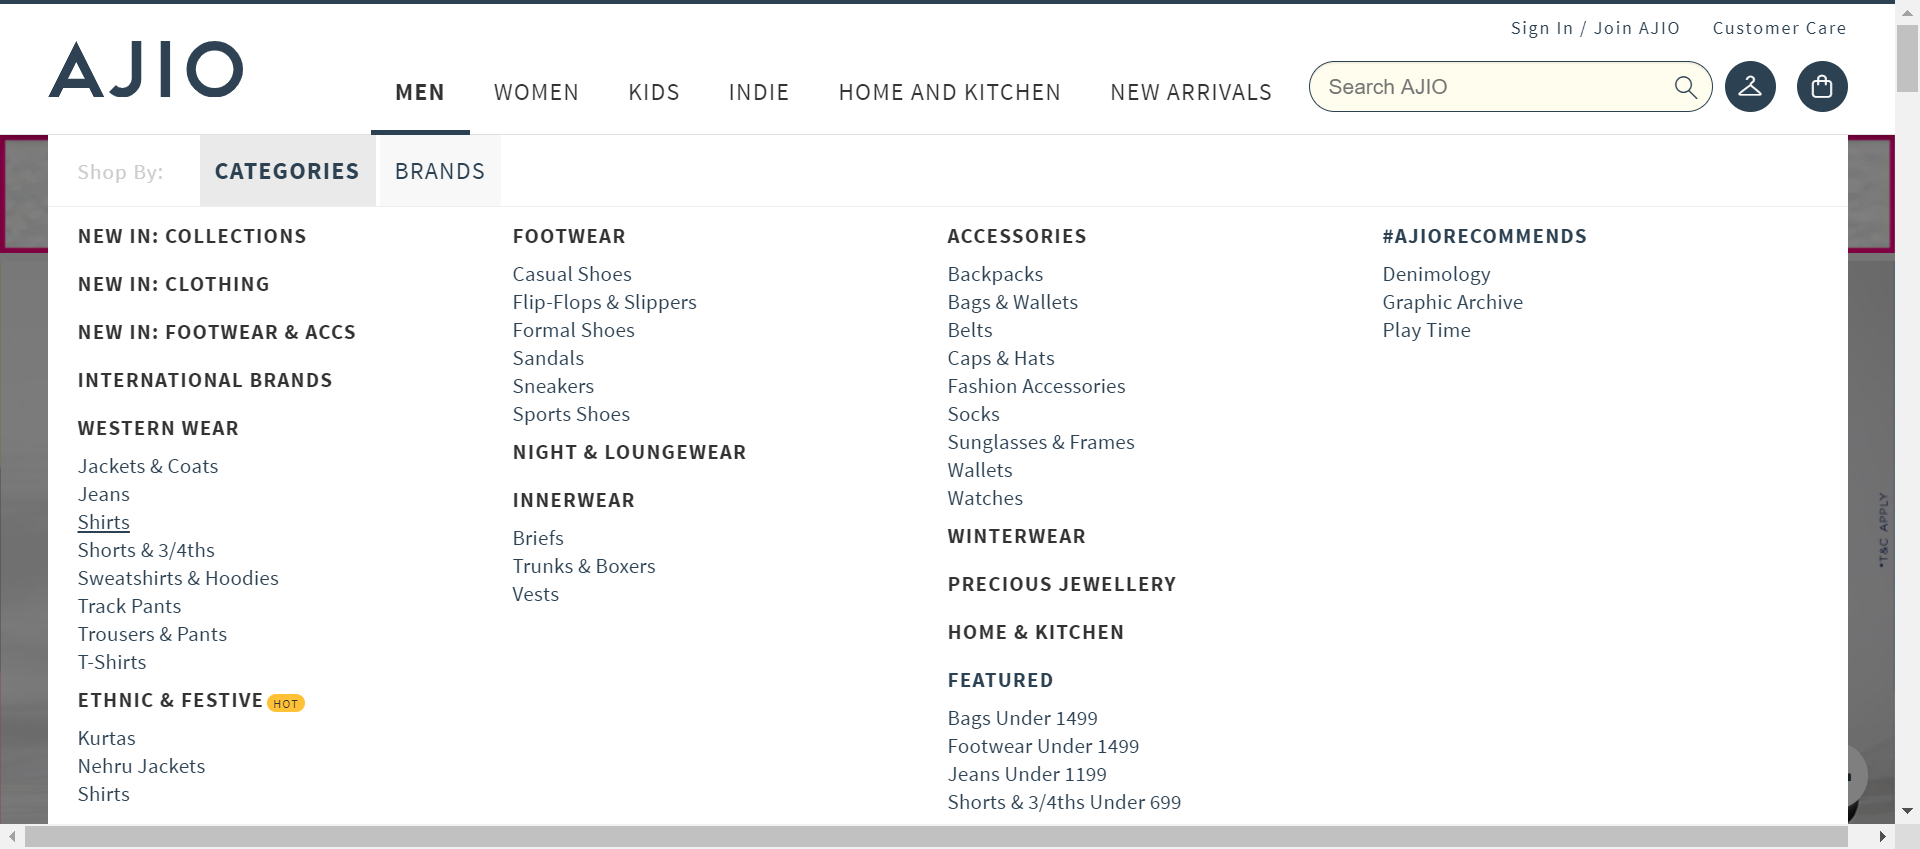 Sign In / Join AJIO
Customer Care
AJIO
MEN
WOMEN
KIDS
INDIE
HOME AND KITCHEN
NEW ARRIVALS
Search AJIO
Shop By:
CATEGORIES
BRANDS
NEW IN: COLLECTIONS
NEW IN: CLOTHING
NEW IN: FOOTWEAR & ACCS
INTERNATIONAL BRANDS
WESTERN WEAR
Jackets & Coats
Jeans
Shirts
Shorts & 3/4ths
Sweatshirts & Hoodies
Track Pants
Trousers & Pants
T-Shirts
ETHNIC & FESTIVE HOT
Kurtas
Nehru Jackets
Shirts
FOOTWEAR
Casual Shoes
Flip-Flops & Slippers
Formal Shoes
Sandals
Sneakers
Sports Shoes
NIGHT & LOUNGEWEAR
INNERWEAR
Briefs
Trunks & Boxers
Vests
ACCESSORIES
Backpacks
Bags & Wallets
Belts
Caps & Hats
Fashion Accessories
Socks
Sunglasses & Frames
Wallets
Watches
WINTERWEAR
PRECIOUS JEWELLERY
HOME & KITCHEN
FEATURED
Bags Under 1499
Footwear Under 1499
Jeans Under 1199
Shorts & 3/4ths Under 699
#AJIORECOMMENDS
Denimology
Graphic Archive
Play Time
*T&C APPLY